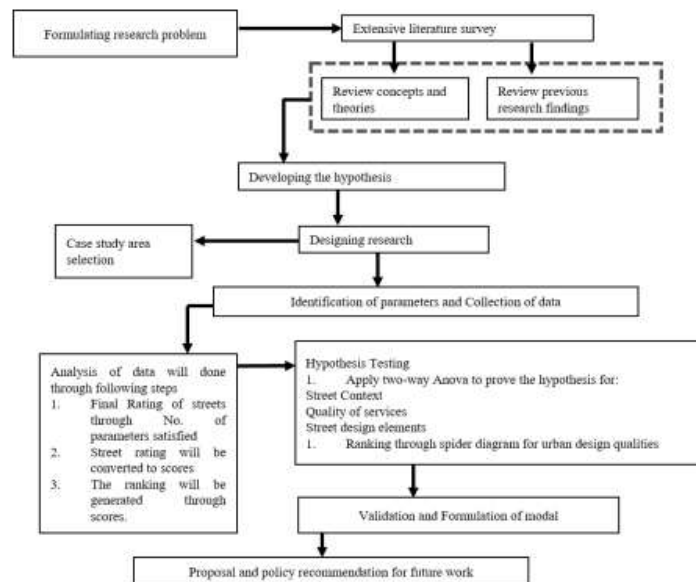 Formulating research problem
Extensive literature survey
Review concepts and
theories
Review previous
research findings
Developing the hypothesis
Case study area
selection
Designing research
Identification of parameters and Collection of data
Analysis of data will done
through following steps
1. Final Rating of streets
through No. of
parameters satisfied
2. Street rating will be
converted to scores
3. The ranking will be
generated through
scores.
Hypothesis Testing
1. Apply two-way Anova to prove the hypothesis for:
Street Context
Quality of services
Street design elements
1. Ranking through spider diagram for urban design qualities
Validation and Formulation of modal
Proposal and policy recommendation for future work